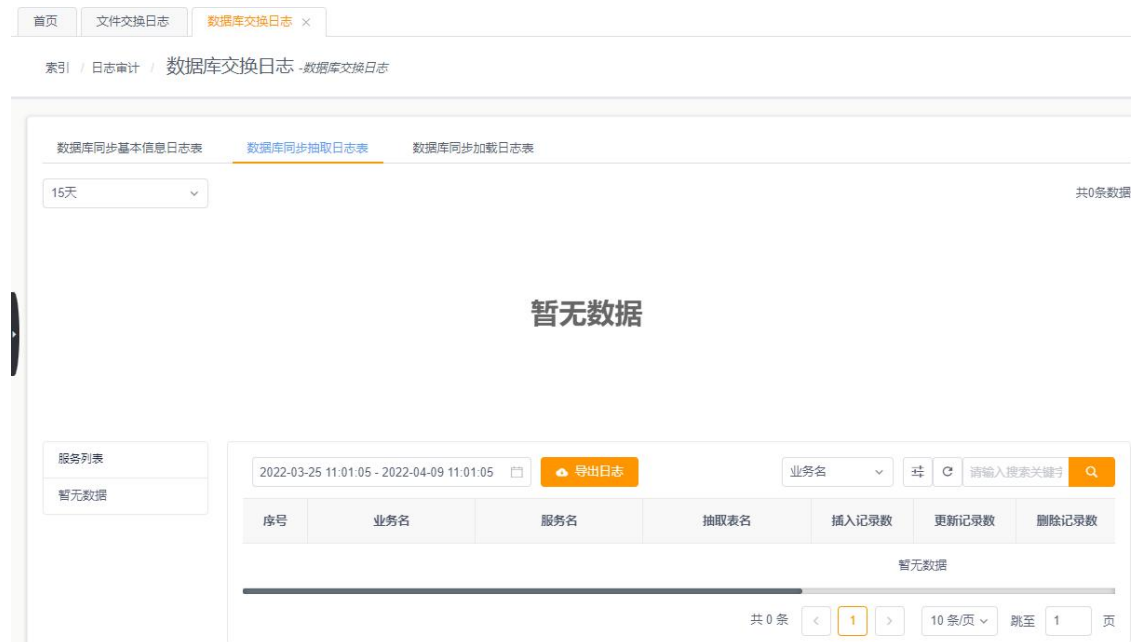 首页 文件交换日志 数据库交换日志 ×
索引 / 日志审计 / 数据库交换日志 -数据库交换日志
数据库同步基本信息日志表 数据库同步抽取日志表 数据库同步加载日志表
15天 共0条数据
暂无数据
服务列表
暂无数据
2022-03-25 11:01:05 - 2022-04-09 11:01:05 导出日志 业务名 请输入搜索关键字
序号 业务名 服务名 抽取表名 插入记录数 更新记录数 删除记录数
暂无数据
共 0 条 < 1 > 10 条/页 跳至 1 页